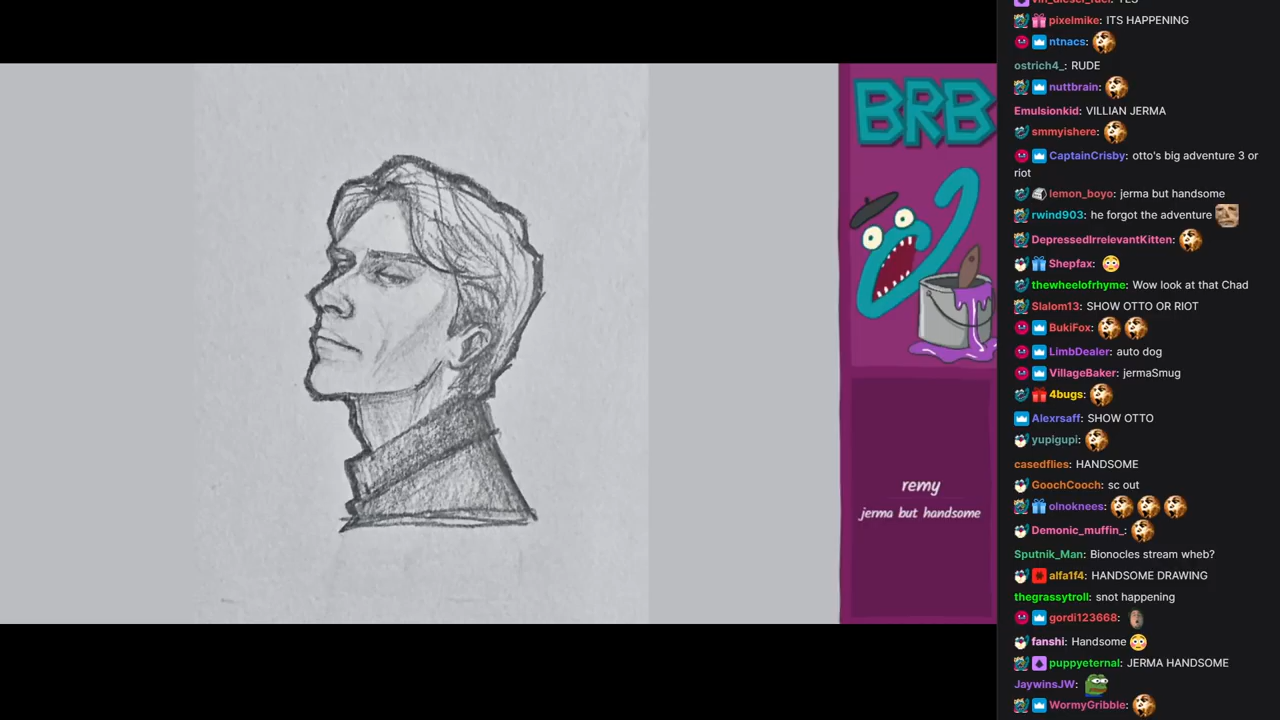 BRB
remy
jerma but handsome
vin_diesel_fuel: YES
pixelmike: ITS HAPPENING
ntnacs:
ostrich4_: RUDE
nuttbrain:
Emulsionkid: VILLIAN JERMA
smmyishere:
CaptainCrisby: otto's big adventure 3 or
riot
lemon_boyo: jerma but handsome
rwind903: he forgot the adventure
DepressedIrrelevantKitten:
Shepfax:
thewheelofrhyme: Wow look at that Chad
Slalom13: SHOW OTTO OR RIOT
BukiFox:
LimbDealer: auto dog
VillageBaker: jermaSmug
4bugs:
Alexrsaff: SHOW OTTO
yupigupi:
casedflies: HANDSOME
GoochCooch: sc out
olnoknees:
Demonic_muffin_:
Sputnik_Man: Bionocles stream wheb?
alfa1f4: HANDSOME DRAWING
thegrassytroll: snot happening
gordi123668:
fanshi: Handsome
puppyeternal: JERMA HANDSOME
JaywinsJW:
WormyGribble: